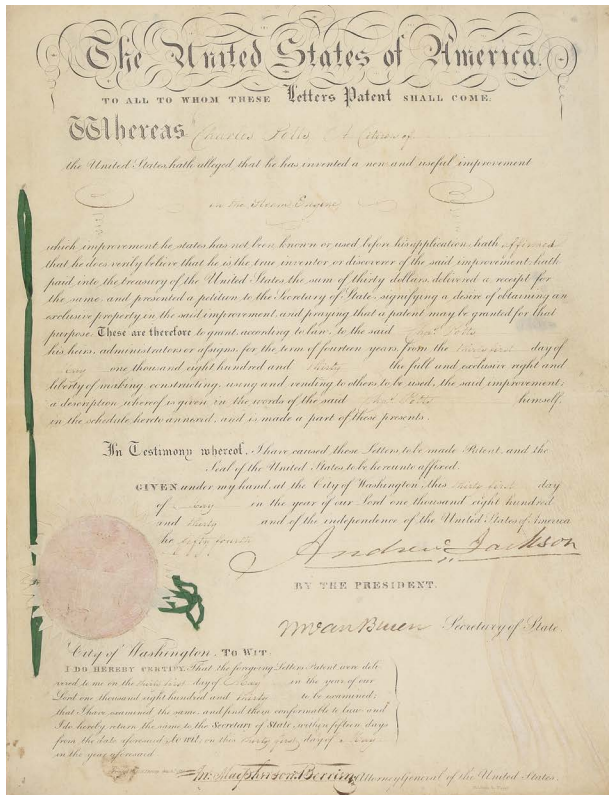 The United States of America.
TO ALL TO WHOM THESE Letters Patent SHALL COME:
Whereas Charles Potts A Citizen of
the United States, hath alleged that he has invented a new and useful improvement
on the Steam Engine
which improvement he states has not been known or used before his application; hath affirmed
that he does verily believe that he is the true inventor or discoverer of the said improvement; hath
paid into the treasury of the United States, the sum of thirty dollars, delivered a receipt for
the same, and presented a petition to the Secretary of State, signifying a desire of obtaining an
exclusive property in the said improvement, and praying that a patent may be granted for that
purpose. These are therefore to grant, according to law, to the said Chas. Potts
his heirs, administrators or assigns, for the term of fourteen years, from the thirty first day of
May one thousand eight hundred and thirty the full and exclusive right and
liberty of making, constructing, using and vending to others to be used, the said improvement;
a description whereof is given in the words of the said Chas. Potts himself,
in the schedule hereto annexed, and is made a part of these presents.
In Testimony whereof, I have caused these Letters to be made Patent, and the
Seal of the United States to be hereunto affixed.
GIVEN under my hand, at the City of Washington, this thirty first day
of May in the year of our Lord one thousand eight hundred
and thirty and of the independence of the United States of America
the fifty fourth
Andrew Jackson
BY THE PRESIDENT.
M Van Buren Secretary of State
City of Washington, TO WIT:
I DO HEREBY CERTIFY, That the foregoing Letters Patent were deli-
vered to me on the thirty first day of May in the year of our
Lord one thousand eight hundred and thirty to be examined;
that I have examined the same, and find them conformable to law; and
I do hereby return the same to the Secretary of State, within fifteen days
from the date aforesaid, TO WIT, on this thirty first day of
in the year aforesaid.
Jn. Macpherson Berrien, Attorney General of the United States.